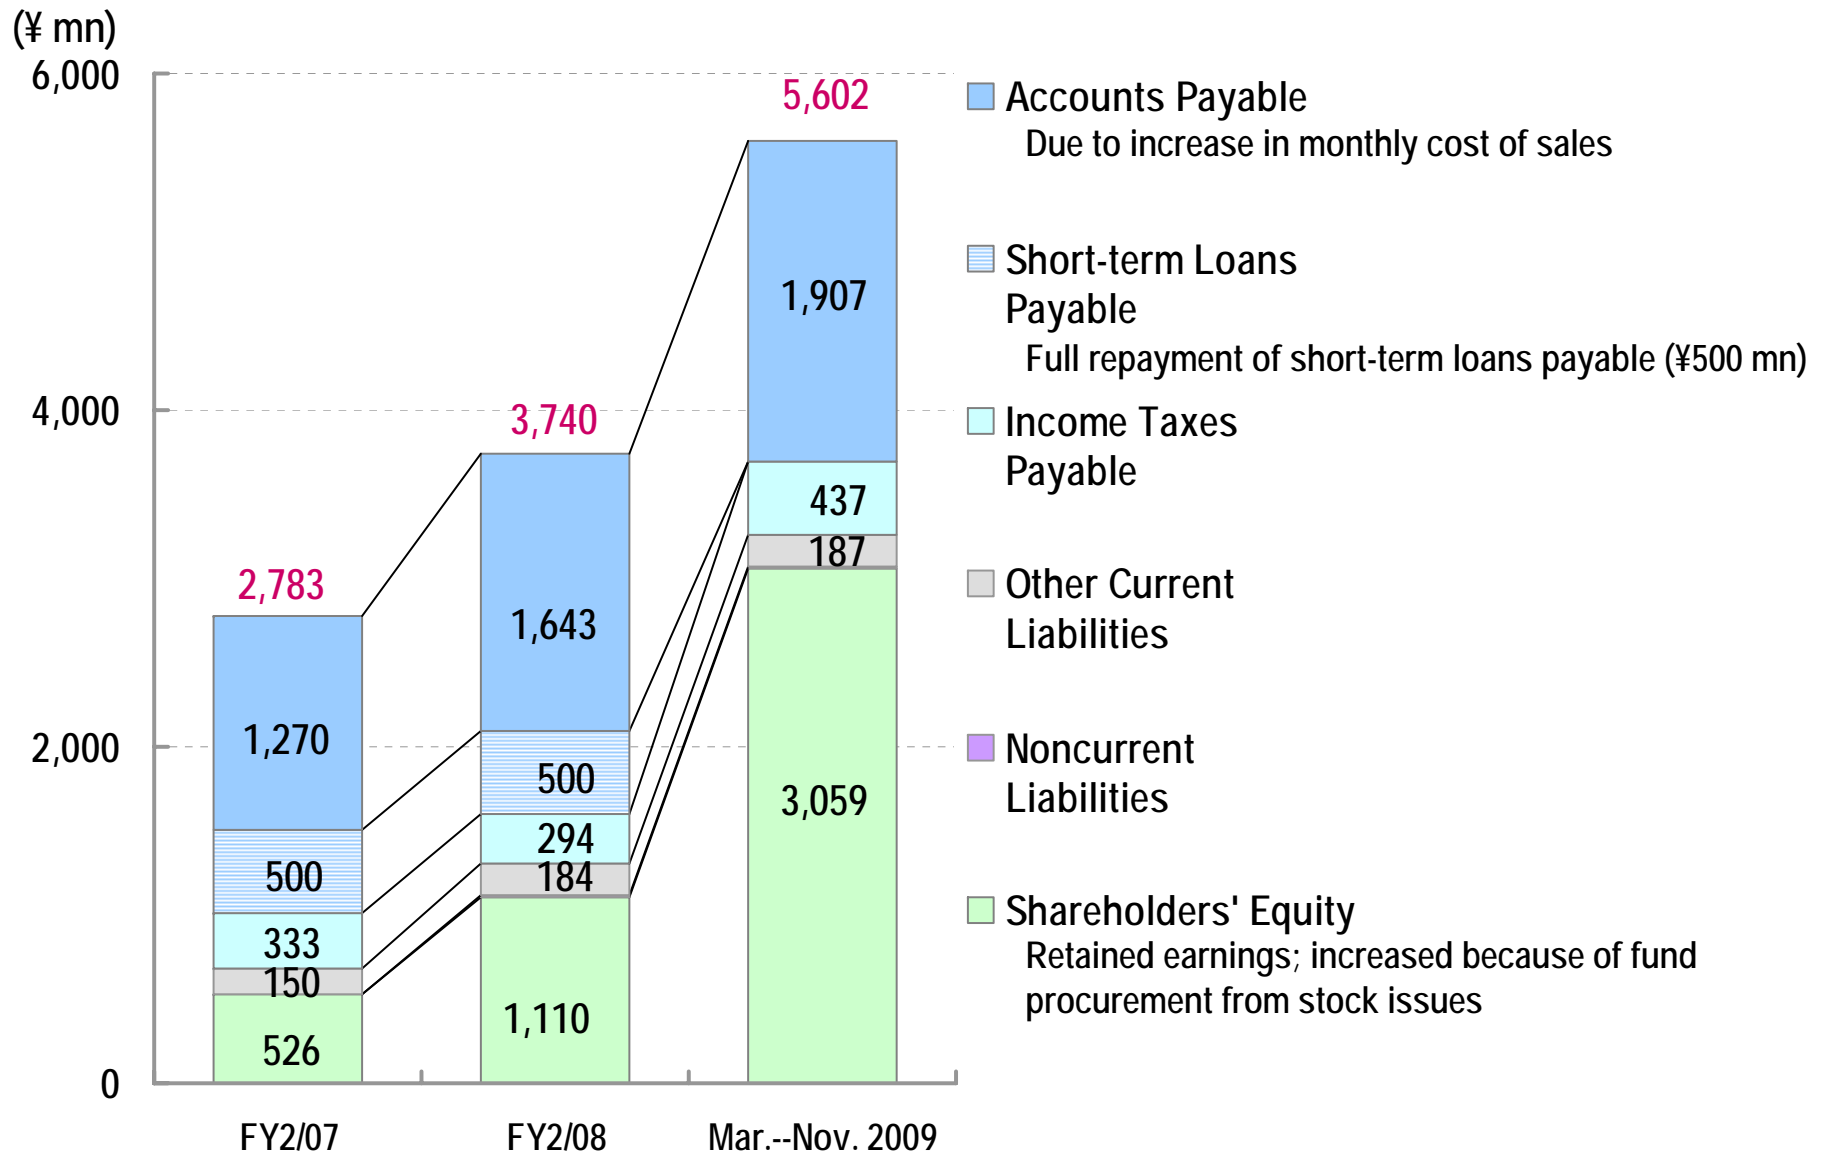 (¥ mn)
6,000
4,000
2,000
0
2,783
1,270
500
333
150
526
3,740
1,643
500
294
184
1,110
5,602
1,907
437
187
3,059
FY2/07
FY2/08
Mar.--Nov. 2009
Accounts Payable
Due to increase in monthly cost of sales
Short-term Loans
Payable
Full repayment of short-term loans payable (¥500 mn)
Income Taxes
Payable
Other Current
Liabilities
Noncurrent
Liabilities
Shareholders' Equity
Retained earnings; increased because of fund
procurement from stock issues